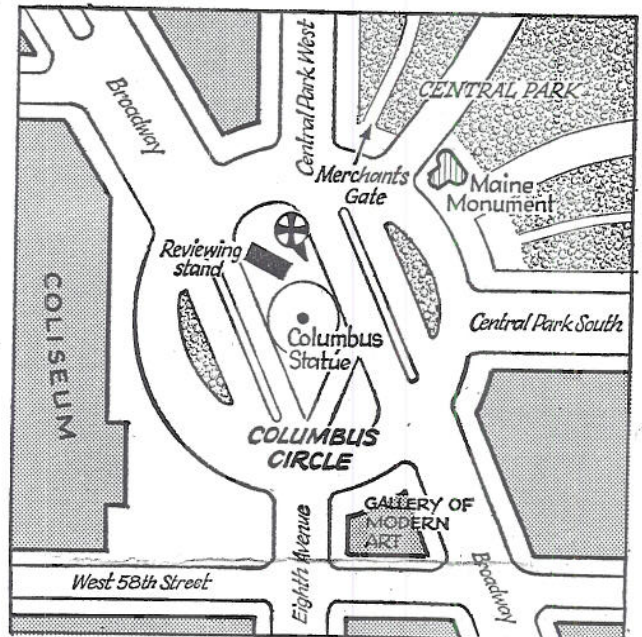 Broadway
Central Park West
CENTRAL PARK
Merchants
Gate
Maine
Monument
Reviewing
stand
COLISEUM
Columbus
Statue
Central Park South
COLUMBUS
CIRCLE
GALLERY OF
MODERN
ART
Eighth Avenue
West 58th Street
Broadway